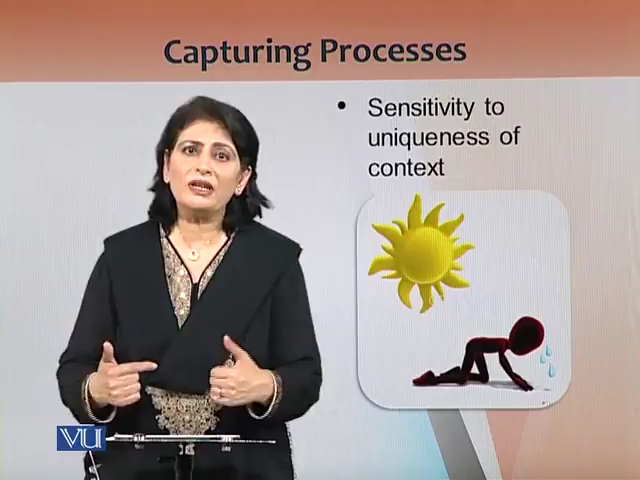 Capturing Processes
• Sensitivity to
uniqueness of
context
VU